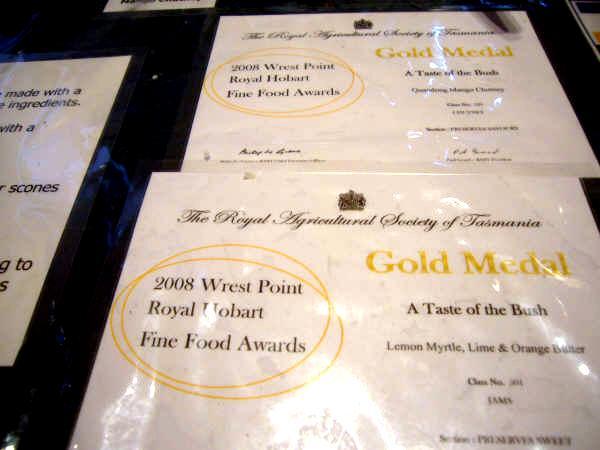 made with a
ingredients.
with a
scones
to
The Royal Agricultural Society of Tasmania
Gold Medal
2008 Wrest Point
Royal Hobart
Fine Food Awards
A Taste of the Bush
Quandong Mango Chutney
Class No.
CHUTNEY
Section : PRESERVES SAVOURY
The Royal Agricultural Society of Tasmania
Gold Medal
2008 Wrest Point
Royal Hobart
Fine Food Awards
A Taste of the Bush
Lemon Myrtle, Lime & Orange Butter
Class No. 301
JAMS
Section : PRESERVES SWEET